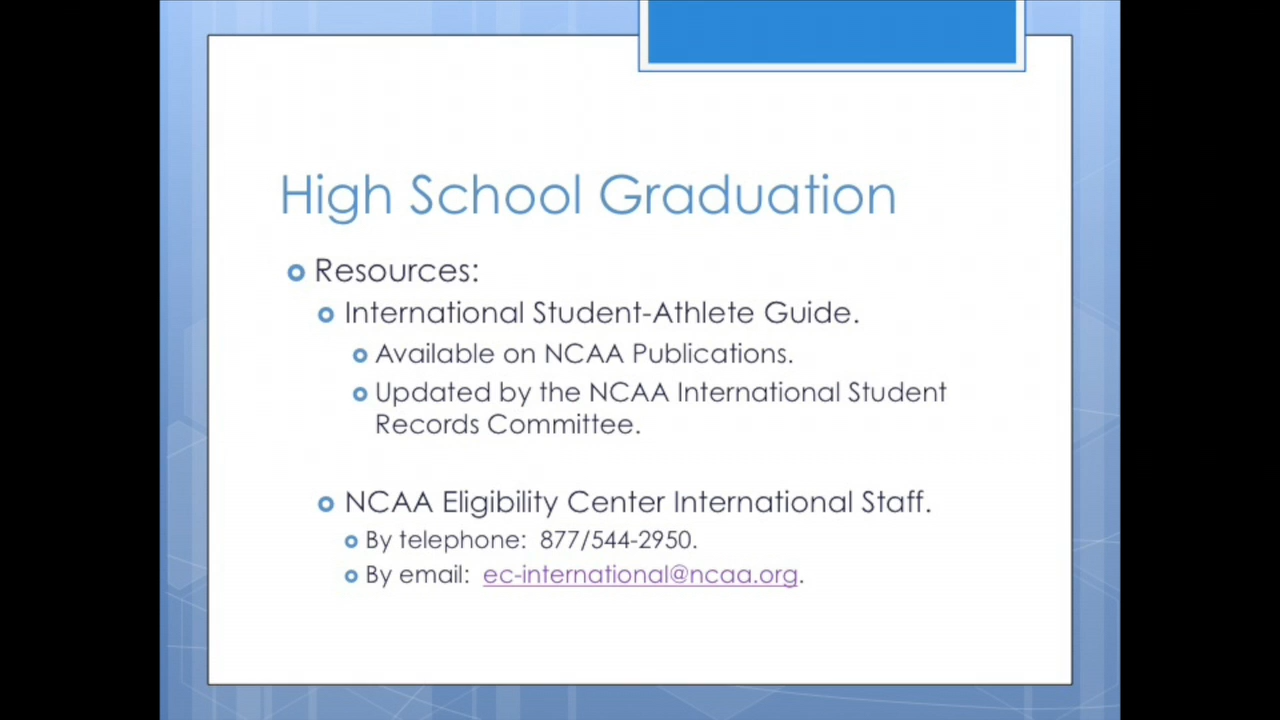 High School Graduation
Resources:
International Student-Athlete Guide.
Available on NCAA Publications.
Updated by the NCAA International Student
Records Committee.
NCAA Eligibility Center International Staff.
By telephone: 877/544-2950.
By email: ec-international@ncaa.org.